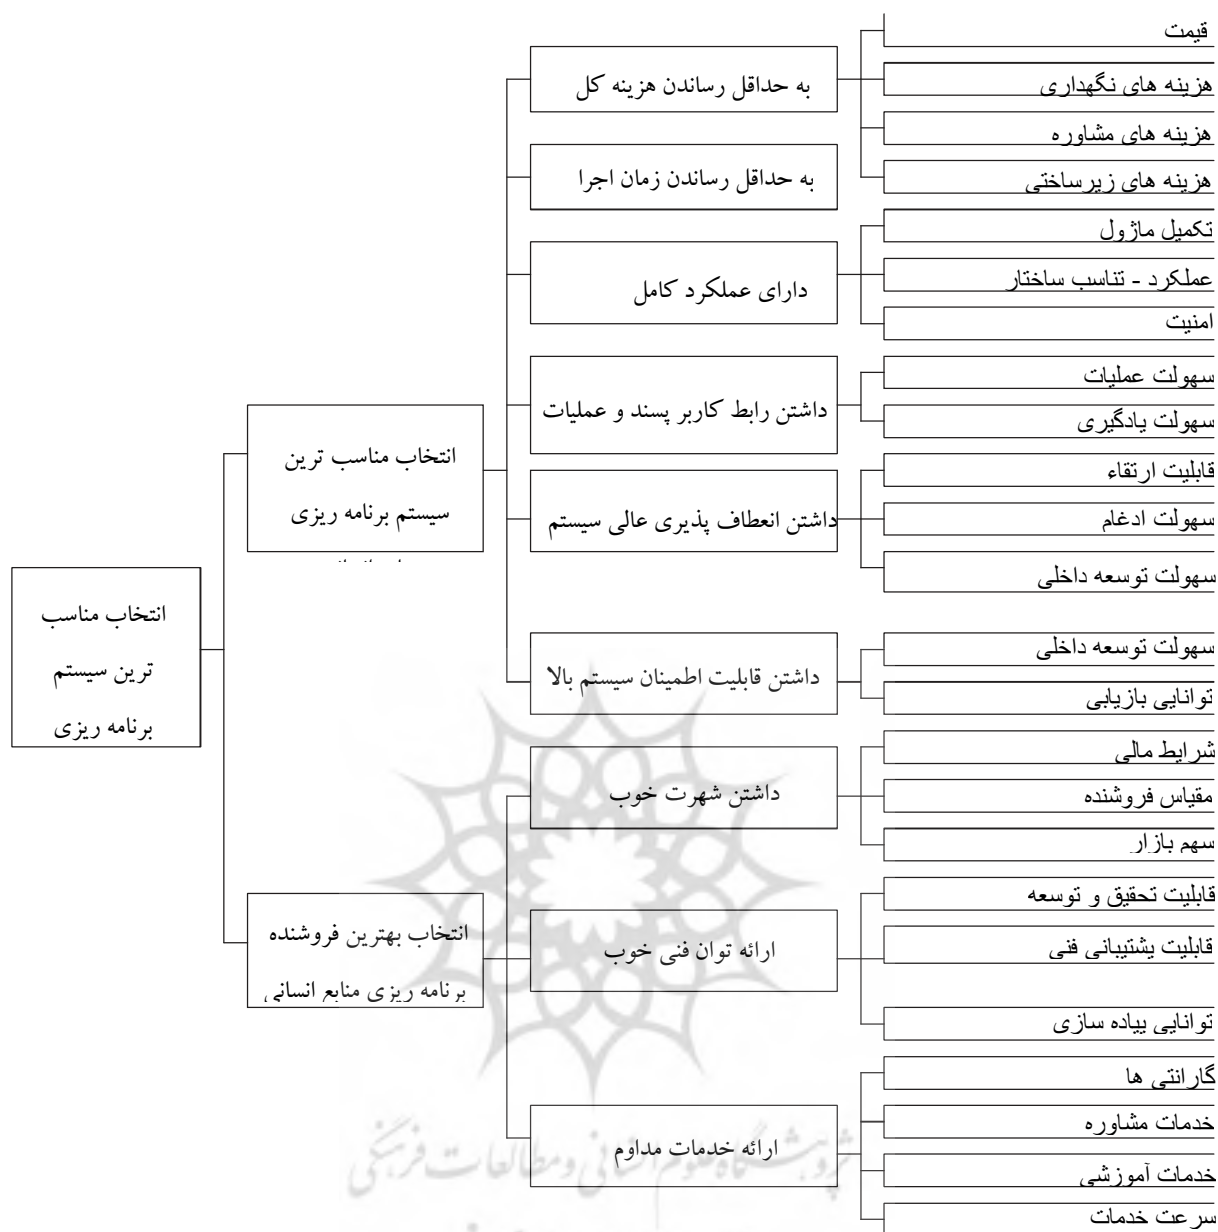 انتخاب مناسب
ترین سیستم
برنامه ریزی
انتخاب مناسب ترین
سیستم برنامه ریزی
انتخاب بهترین فروشنده
برنامه ریزی منابع انسانی
به حداقل رساندن هزینه کل
به حداقل رساندن زمان اجرا
دارای عملکرد کامل
داشتن رابط کاربر پسند و عملیات
داشتن انعطاف پذیری عالی سیستم
داشتن قابلیت اطمینان سیستم بالا
داشتن شهرت خوب
ارائه توان فنی خوب
ارائه خدمات مداوم
قیمت
هزینه های نگهداری
هزینه های مشاوره
هزینه های زیرساختی
تکمیل ماژول
عملکرد - تناسب ساختار
امنیت
سهولت عملیات
سهولت یادگیری
قابلیت ارتقاء
سهولت ادغام
سهولت توسعه داخلی
سهولت توسعه داخلی
توانایی بازیابی
شرایط مالی
مقیاس فروشنده
سهم بازار
قابلیت تحقیق و توسعه
قابلیت پشتیبانی فنی
توانایی پیاده سازی
گارانتی ها
خدمات مشاوره
خدمات آموزشی
سرعت خدمات
پژوهشگاه علوم انسانی و مطالعات فرهنگی